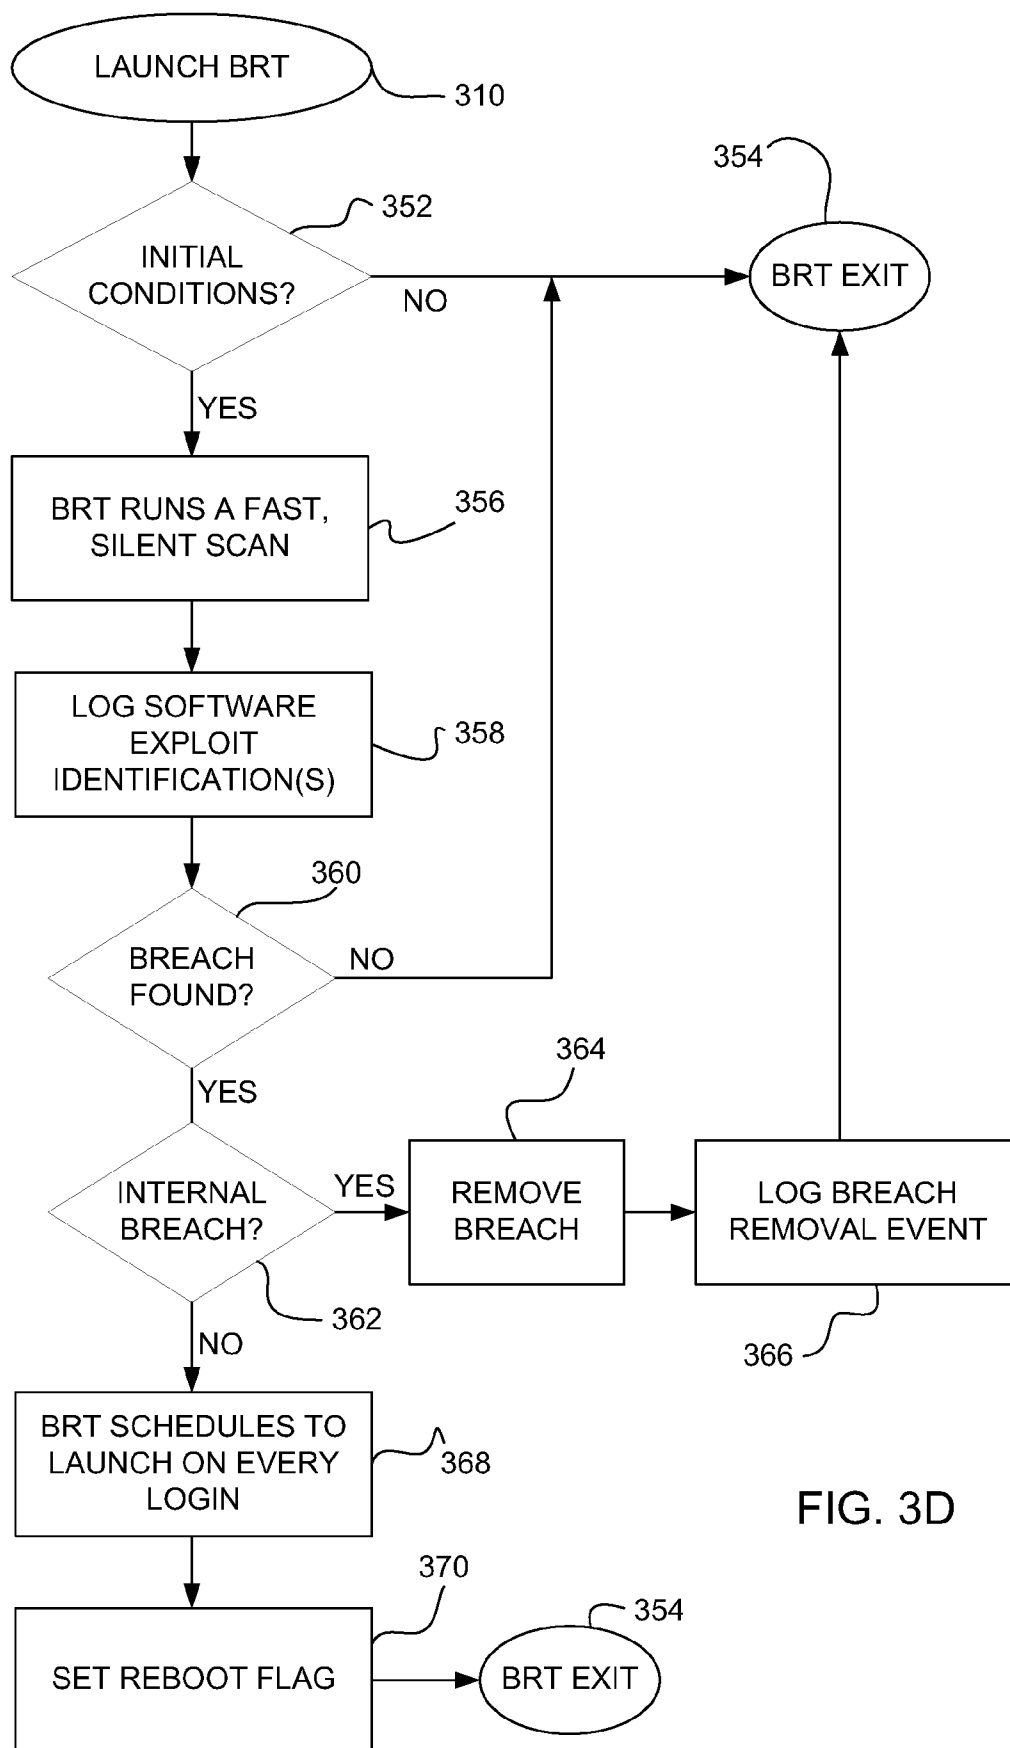 LAUNCH BRT
310
354
352
INITIAL
CONDITIONS?
NO
BRT EXIT
YES
BRT RUNS A FAST,
SILENT SCAN
356
LOG SOFTWARE
EXPLOIT
IDENTIFICATION(S)
358
360
BREACH
FOUND?
NO
YES
364
INTERNAL
BREACH?
YES
REMOVE
BREACH
LOG BREACH
REMOVAL EVENT
362
366
NO
BRT SCHEDULES TO
LAUNCH ON EVERY
LOGIN
368
FIG. 3D
370
SET REBOOT FLAG
354
BRT EXIT